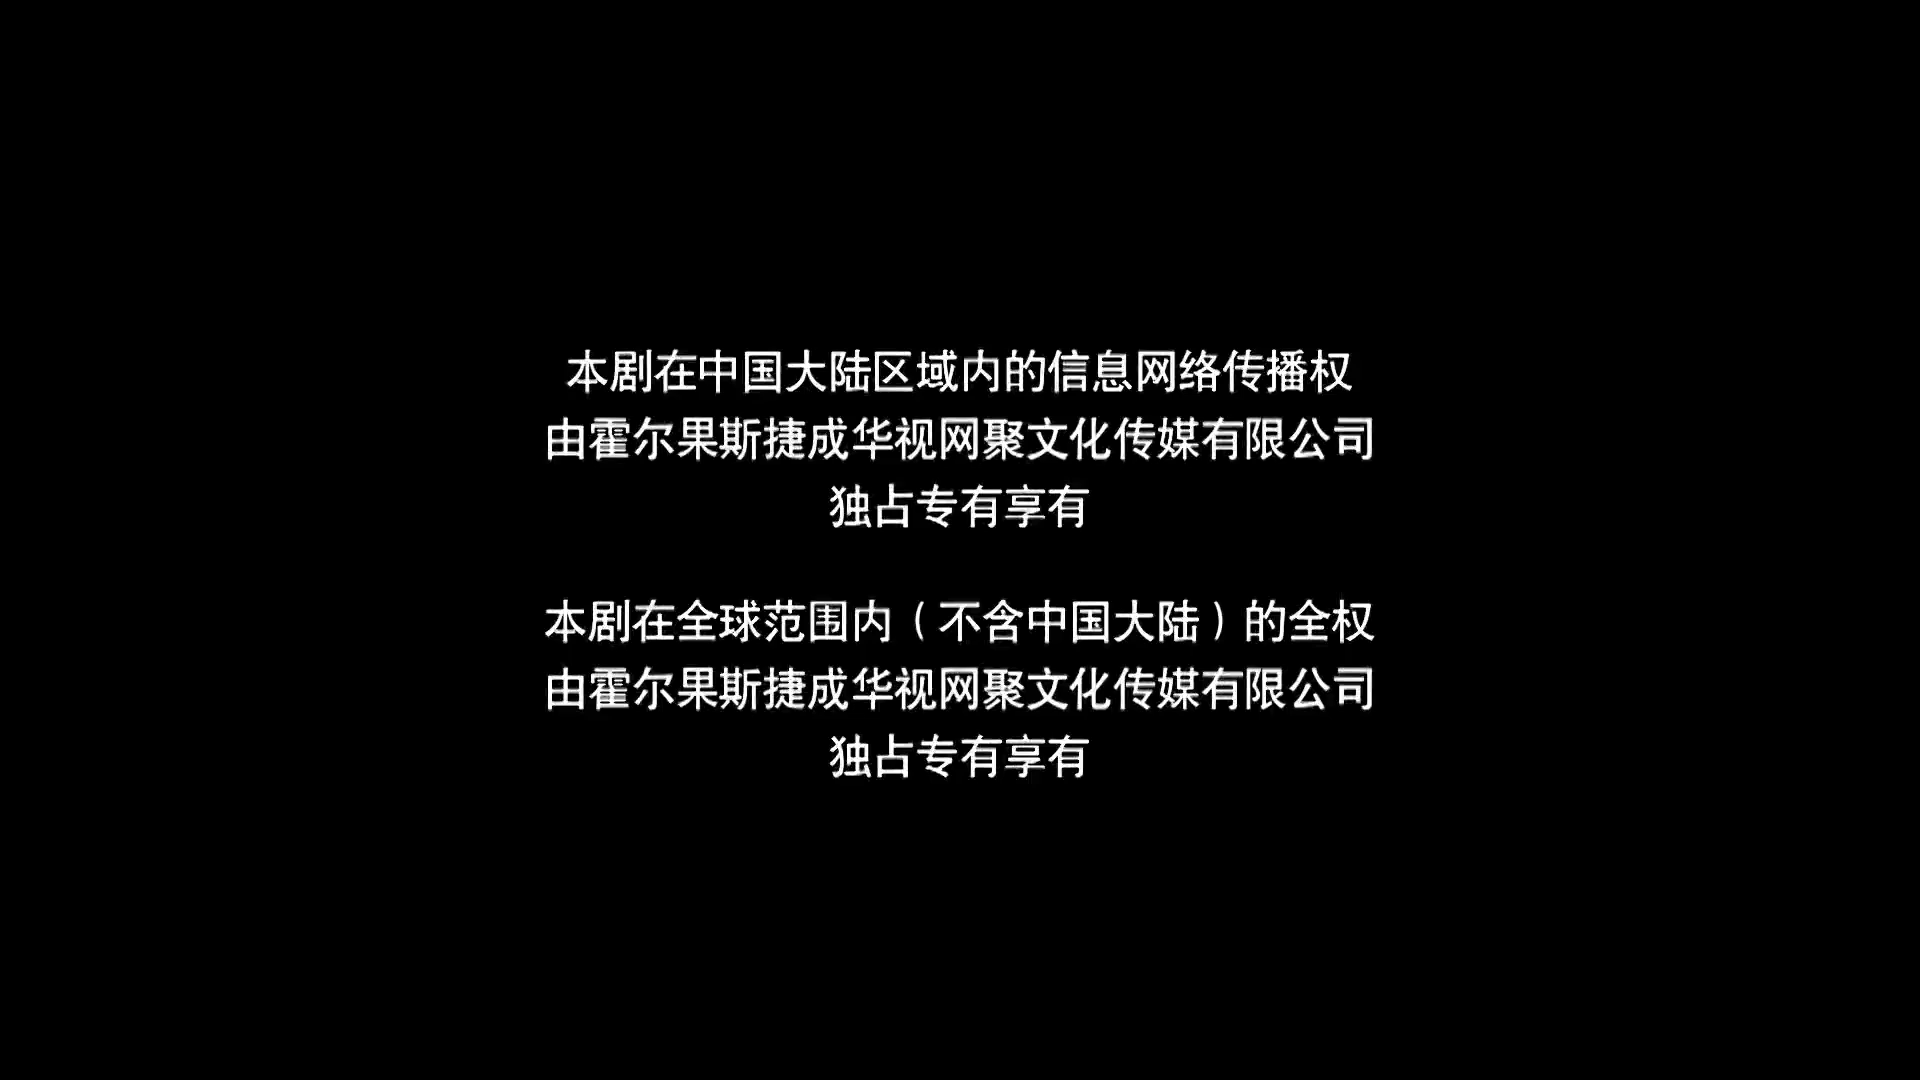 本剧在中国大陆区域内的信息网络传播权
由霍尔果斯捷成华视网聚文化传媒有限公司
独占专有享有
本剧在全球范围内（不含中国大陆）的全权
由霍尔果斯捷成华视网聚文化传媒有限公司
独占专有享有